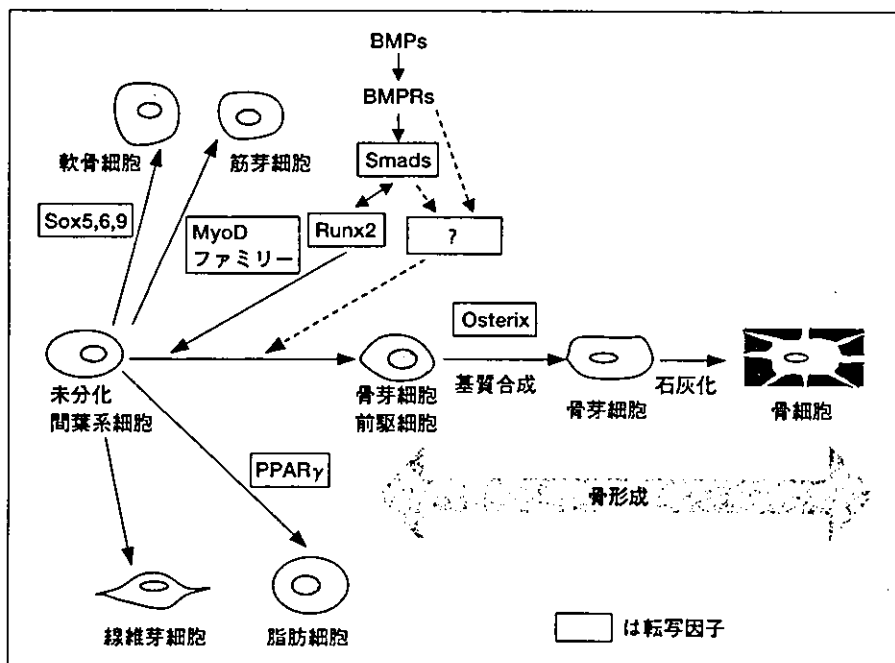 BMPs
BMPRs
Smads
軟骨細胞
筋芽細胞
Sox5,6,9
MyoD
ファミリー
Runx2
?
Osterix
未分化
間葉系細胞
骨芽細胞
前駆細胞
基質合成
骨芽細胞
石灰化
骨細胞
PPARγ
骨形成
線維芽細胞
脂肪細胞
は転写因子